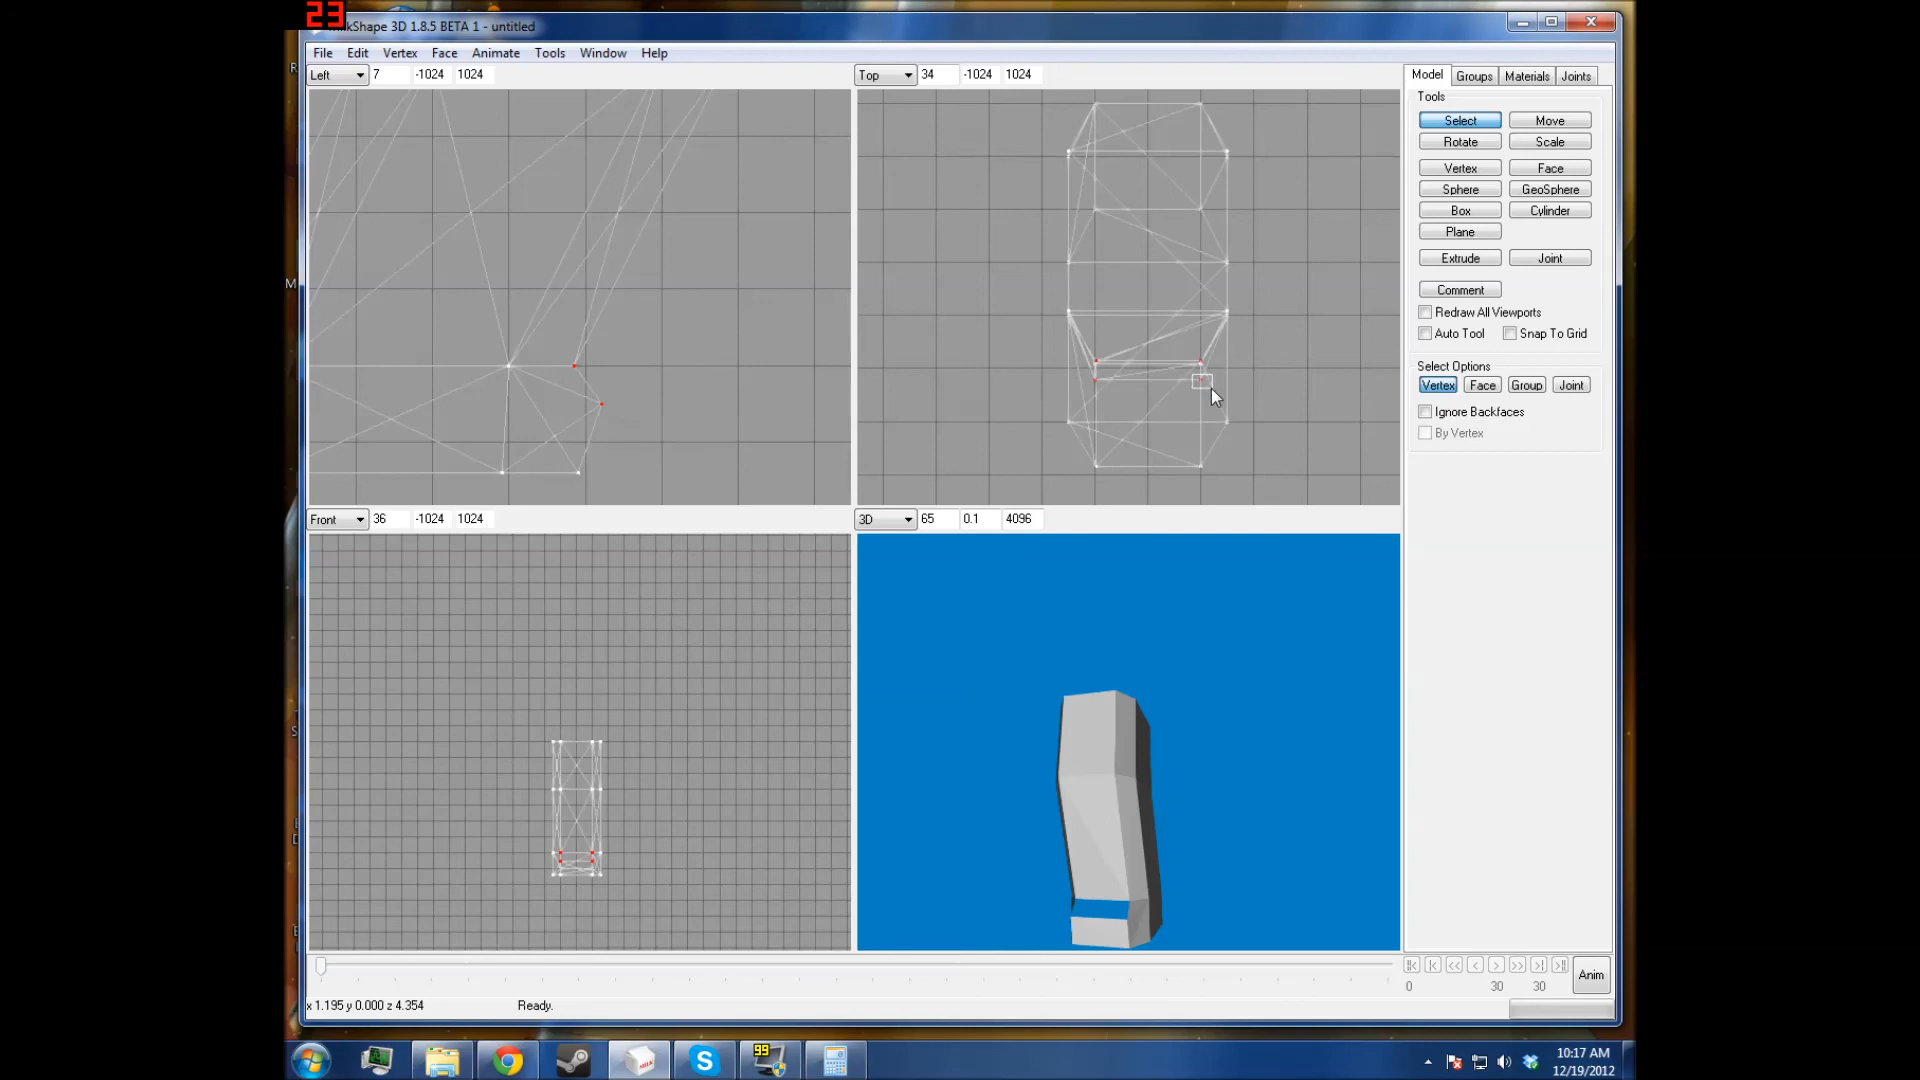 23
lkShape 3D 1.8.5 BETA 1 - untitled
File Edit Vertex Face Animate Tools Window Help
Left 7 -1024 1024
Top 34 -1024 1024
Model Groups Materials Joints
Tools
Select Move
Rotate Scale
Vertex Face
Sphere GeoSphere
Box Cylinder
Plane
Extrude Joint
Comment
Redraw All Viewports
Auto Tool Snap To Grid
Select Options
Vertex Face Group Joint
Ignore Backfaces
By Vertex
Front 36 -1024 1024
3D 65 0.1 4096
0 30 30
Anim
x 1.195 y 0.000 z 4.354 Ready.
99
MILK
10:17 AM
12/19/2012